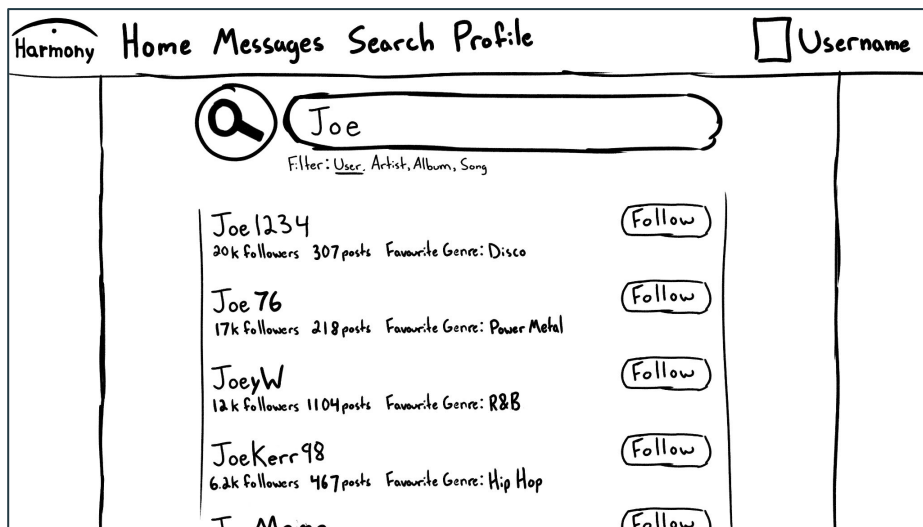 Harmony Home Messages Search Profile Username
Joe
Filter: User, Artist, Album, Song
Joe1234 Follow
20k followers 307 posts Favourite Genre: Disco
Joe76 Follow
17k followers 218 posts Favourite Genre: Power Metal
JoeyW Follow
12k followers 1104 posts Favourite Genre: R&B
JoeKerr98 Follow
6.2k followers 467 posts Favourite Genre: Hip Hop
Follow